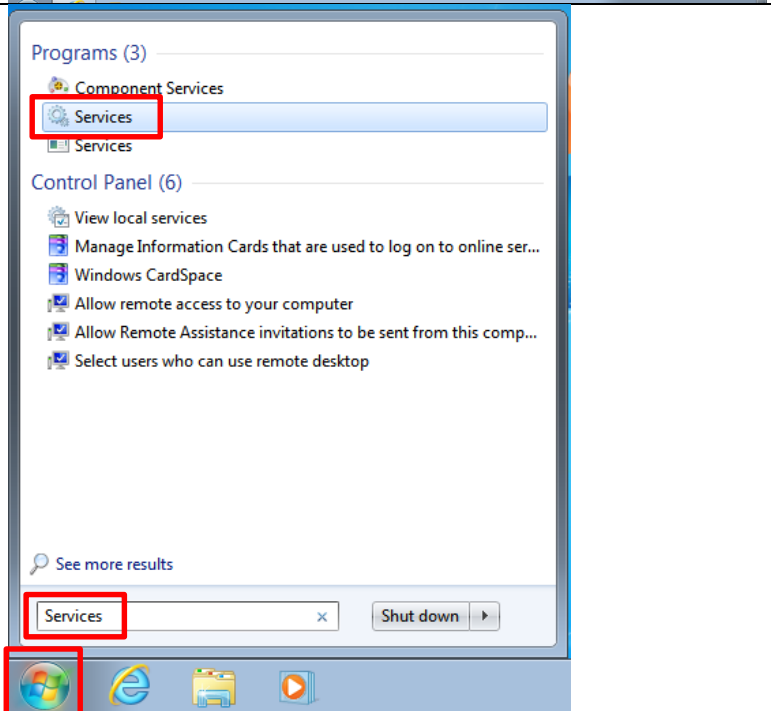 Programs (3)
Component Services
Services
Services
Control Panel (6)
View local services
Manage Information Cards that are used to log on to online ser...
Windows CardSpace
Allow remote access to your computer
Allow Remote Assistance invitations to be sent from this comp...
Select users who can use remote desktop
See more results
Services
Shut down